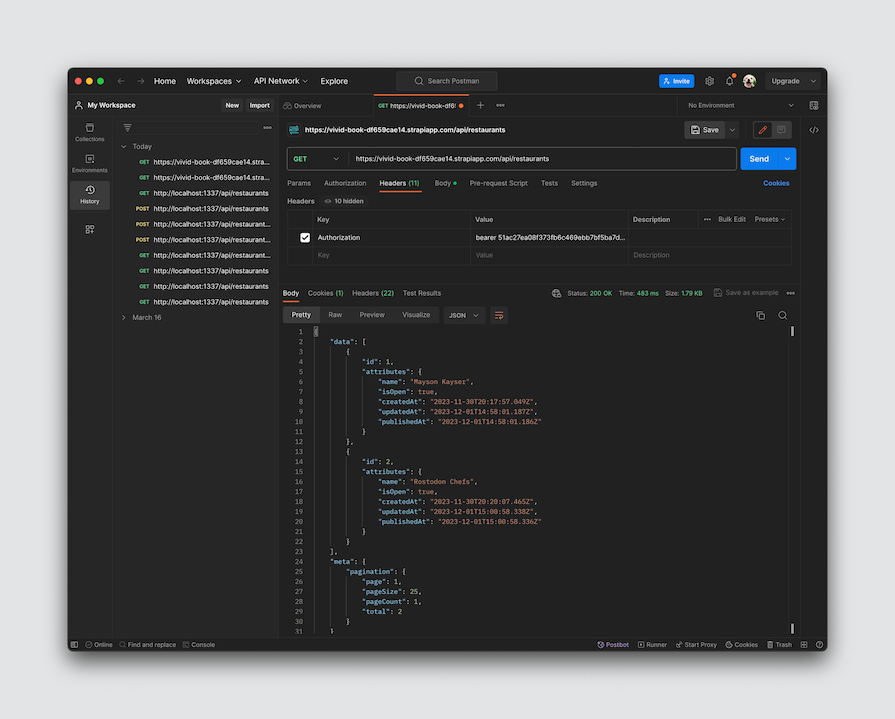 Home Workspaces API Network Explore Search Postman Invite Upgrade
My Workspace New Import Overview GET https://vivid-book-df65 No Environment
Collections
Environments
History
Today
GET https://vivid-book-df659cae14.stra...
GET https://vivid-book-df659cae14.stra...
GET http://localhost:1337/api/restaurants
POST http://localhost:1337/api/restaurants
POST http://localhost:1337/api/restaurant...
POST http://localhost:1337/api/restaurant...
GET http://localhost:1337/api/restaurant...
GET http://localhost:1337/api/restaurants
GET http://localhost:1337/api/restaurants
GET http://localhost:1337/api/restaurants
March 16
https://vivid-book-df659cae14.strapiapp.com/api/restaurants Save
GET https://vivid-book-df659cae14.strapiapp.com/api/restaurants Send
Params Authorization Headers (11) Body Pre-request Script Tests Settings Cookies
Headers 10 hidden
Key Value Description Bulk Edit Presets
Authorization bearer 51ac27ea08f373fb6c469ebb7bf5ba7d...
Key Value Description
Body Cookies (1) Headers (22) Test Results Status: 200 OK Time: 483 ms Size: 1.79 KB Save as example
Pretty Raw Preview Visualize JSON
1 {
2 "data": [
3 {
4 "id": 1,
5 "attributes": {
6 "name": "Mayson Kayser",
7 "isOpen": true,
8 "createdAt": "2023-11-30T20:17:57.049Z",
9 "updatedAt": "2023-12-01T14:58:01.187Z",
10 "publishedAt": "2023-12-01T14:58:01.186Z"
11 }
12 },
13 {
14 "id": 2,
15 "attributes": {
16 "name": "Rostodon Chefs",
17 "isOpen": true,
18 "createdAt": "2023-11-30T20:20:07.465Z",
19 "updatedAt": "2023-12-01T15:00:58.338Z",
20 "publishedAt": "2023-12-01T15:00:58.336Z"
21 }
22 }
23 ],
24 "meta": {
25 "pagination": {
26 "page": 1,
27 "pageSize": 25,
28 "pageCount": 1,
29 "total": 2
30 }
31 }
Online Find and replace Console Postbot Runner Start Proxy Cookies Trash